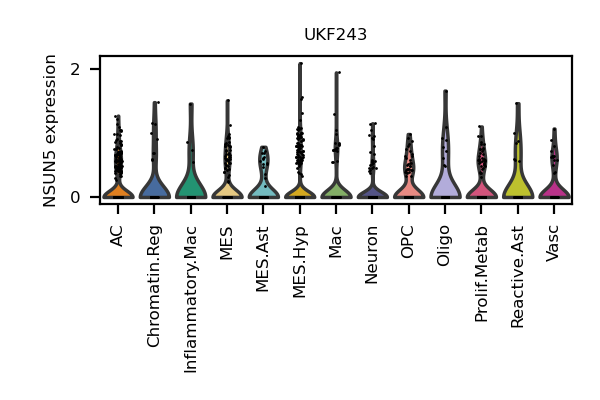 UKF243
NSUN5 expression
2
0
AC
Chromatin.Reg
Inflammatory.Mac
MES
MES.Ast
MES.Hyp
Mac
Neuron
OPC
Oligo
Prolif.Metab
Reactive.Ast
Vasc